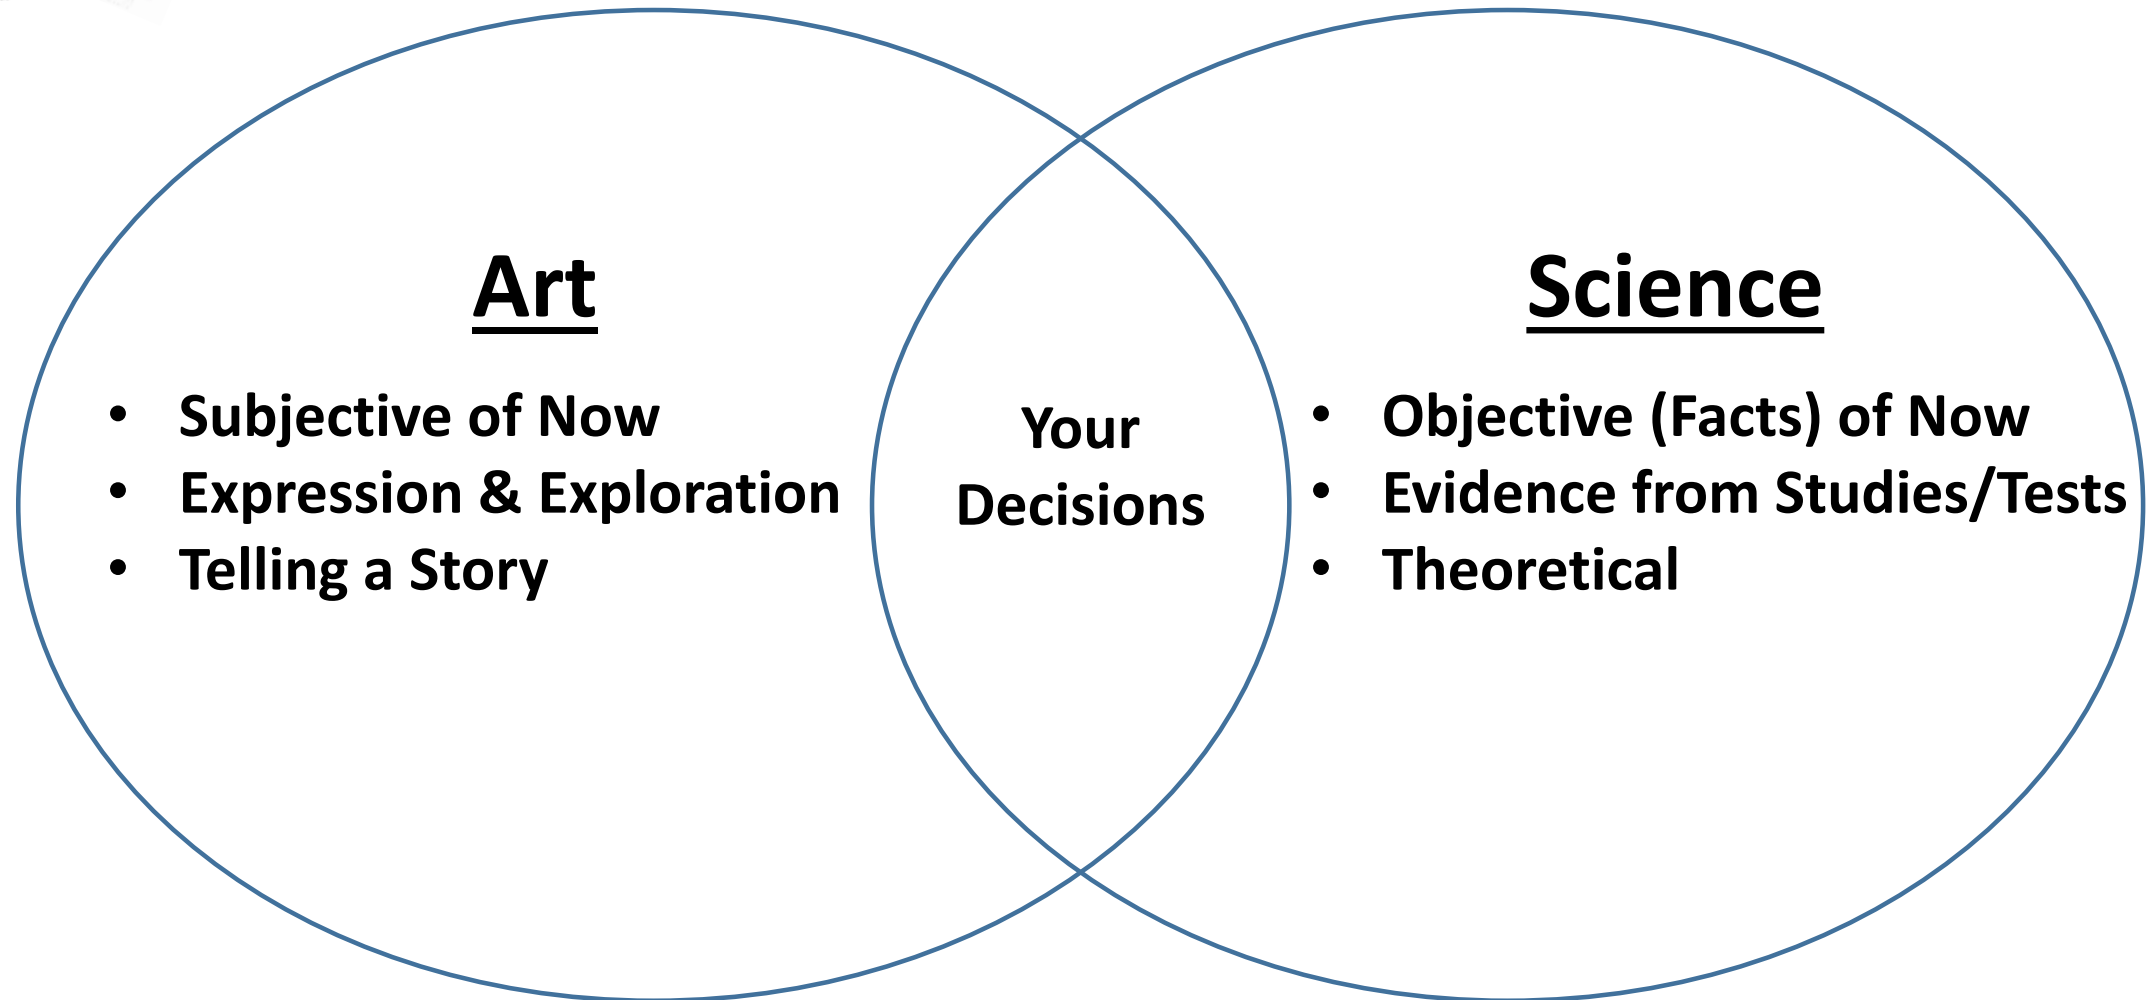 Art
• Subjective of Now
• Expression & Exploration
• Telling a Story
Your
Decisions
Science
• Objective (Facts) of Now
• Evidence from Studies/Tests
• Theoretical